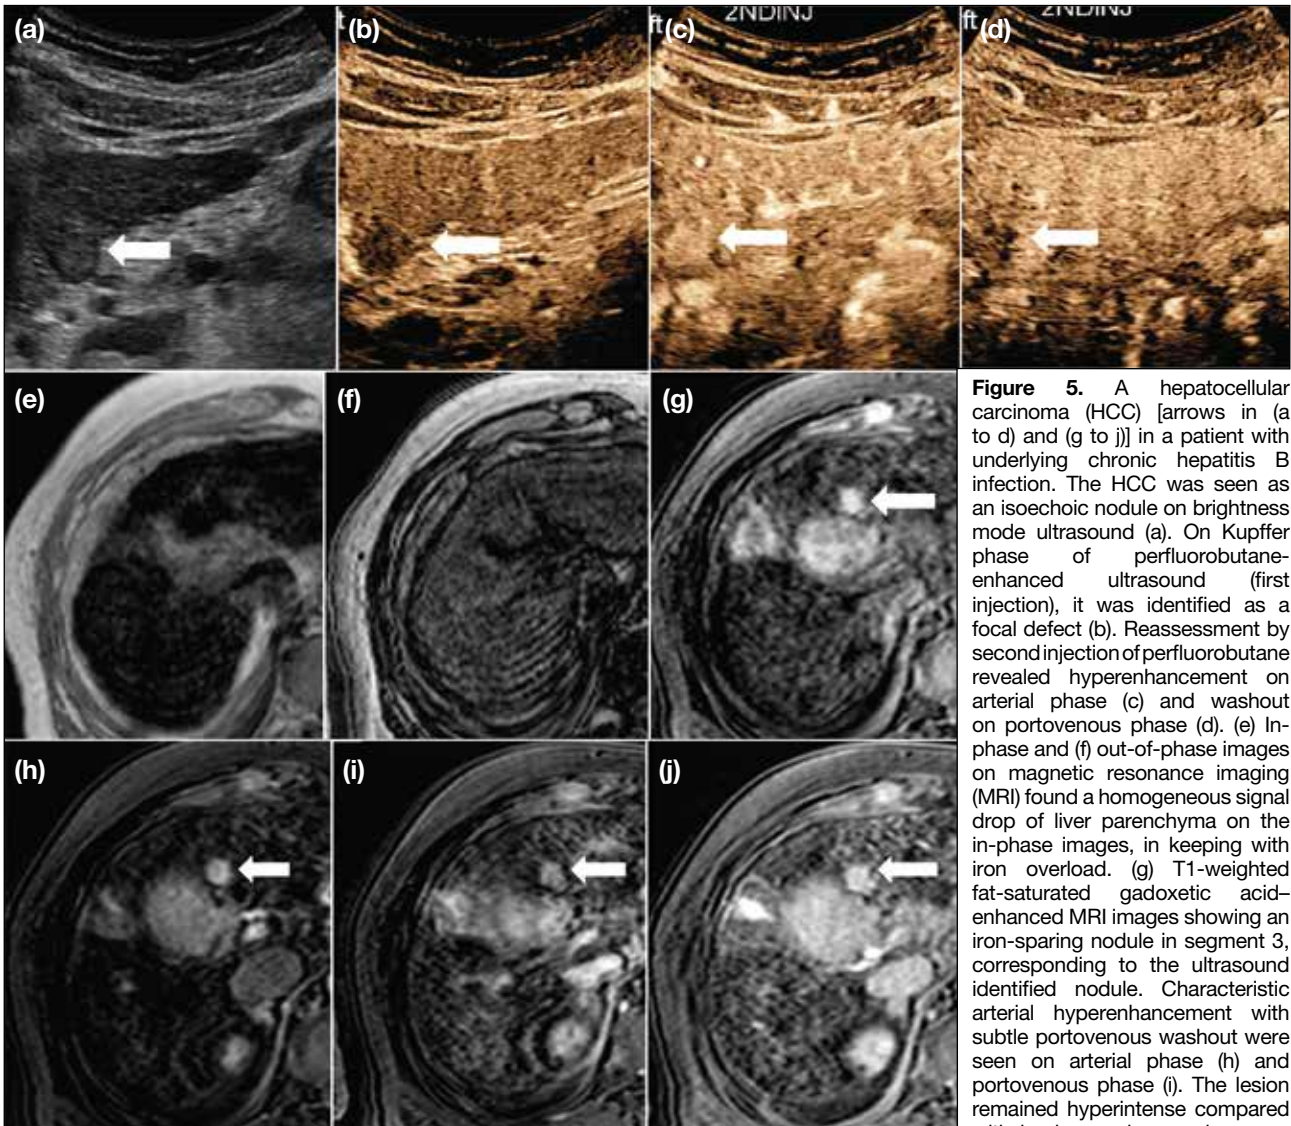 (a)
t(b)
2NDINJ
ft(c)
2NDINJ
ft(d)
(e)
(f)
(g)
(h)
(i)
(j)
Figure 5. A hepatocellular
carcinoma (HCC) [arrows in (a
to d) and (g to j)] in a patient with
underlying chronic hepatitis B
infection. The HCC was seen as
an isoechoic nodule on brightness
mode ultrasound (a). On Kupffer
phase of perfluorobutane-
enhanced ultrasound (first
injection), it was identified as a
focal defect (b). Reassessment by
second injection of perfluorobutane
revealed hyperenhancement on
arterial phase (c) and washout
on portovenous phase (d). (e) In-
phase and (f) out-of-phase images
on magnetic resonance imaging
(MRI) found a homogeneous signal
drop of liver parenchyma on the
in-phase images, in keeping with
iron overload. (g) T1-weighted
fat-saturated gadoxetic acid–
enhanced MRI images showing an
iron-sparing nodule in segment 3,
corresponding to the ultrasound
identified nodule. Characteristic
arterial hyperenhancement with
subtle portovenous washout were
seen on arterial phase (h) and
portovenous phase (i). The lesion
remained hyperintense compared